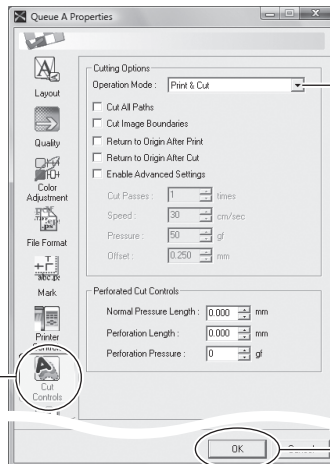 Queue A Properties
Layout
Quality
Color
Adjustment
File Format
Mark
Printer
Cut
Controls
Cutting Options
Operation Mode : Print & Cut
Cut All Paths
Cut Image Boundaries
Return to Origin After Print
Return to Origin After Cut
Enable Advanced Settings
Cut Passes : 1 times
Speed : 30 cm/sec
Pressure : 50 gf
Offset : 0.250 mm
Perforated Cut Controls
Normal Pressure Length : 0.000 mm
Perforation Length : 0.000 mm
Perforation Pressure : 0 gf
OK